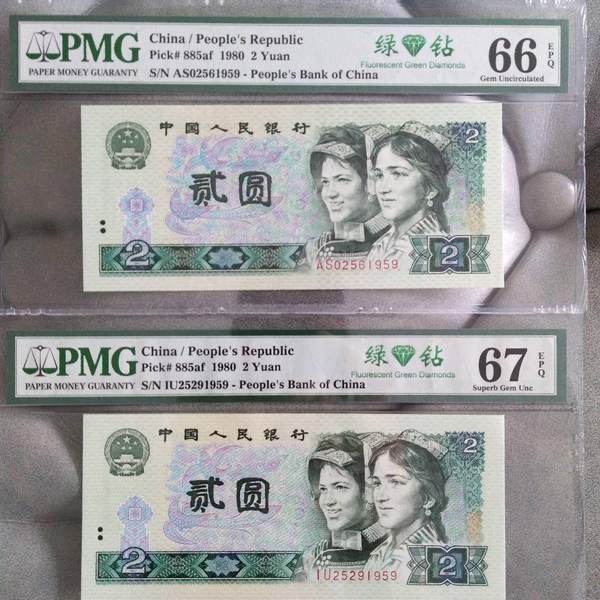 PMG
PAPER MONEY GUARANTY
China / People's Republic
Pick# 885af 1980 2 Yuan
S/N AS02561959 - People's Bank of China
绿 钻
Fluorescent Green Diamonds
66 EPQ
Gem Uncirculated
中国人民银行
贰圆
2
2
2
AS02561959
PMG
PAPER MONEY GUARANTY
China / People's Republic
Pick# 885af 1980 2 Yuan
S/N IU25291959 - People's Bank of China
绿 钻
Fluorescent Green Diamonds
67 EPQ
Superb Gem Unc
中国人民银行
贰圆
2
2
2
IU25291959